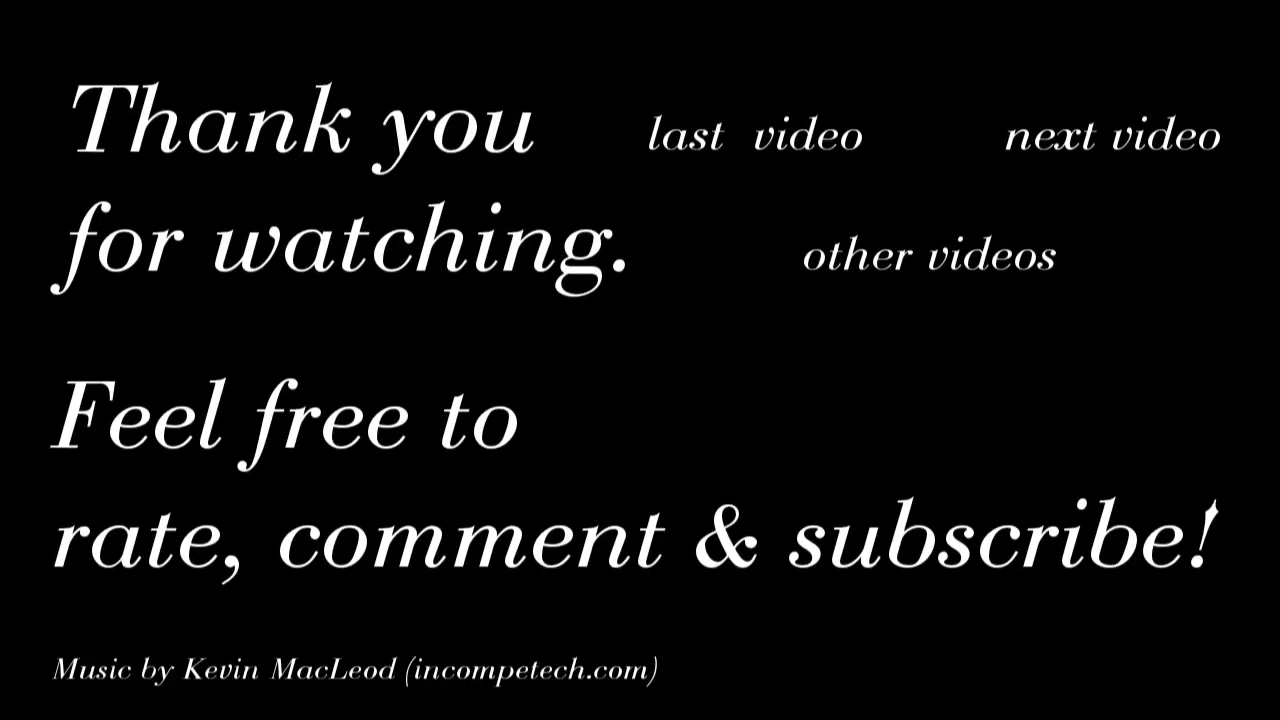 Thank you
for watching.
last video
next video
other videos
Feel free to
rate, comment & subscribe!
Music by Kevin MacLeod (incompetech.com)